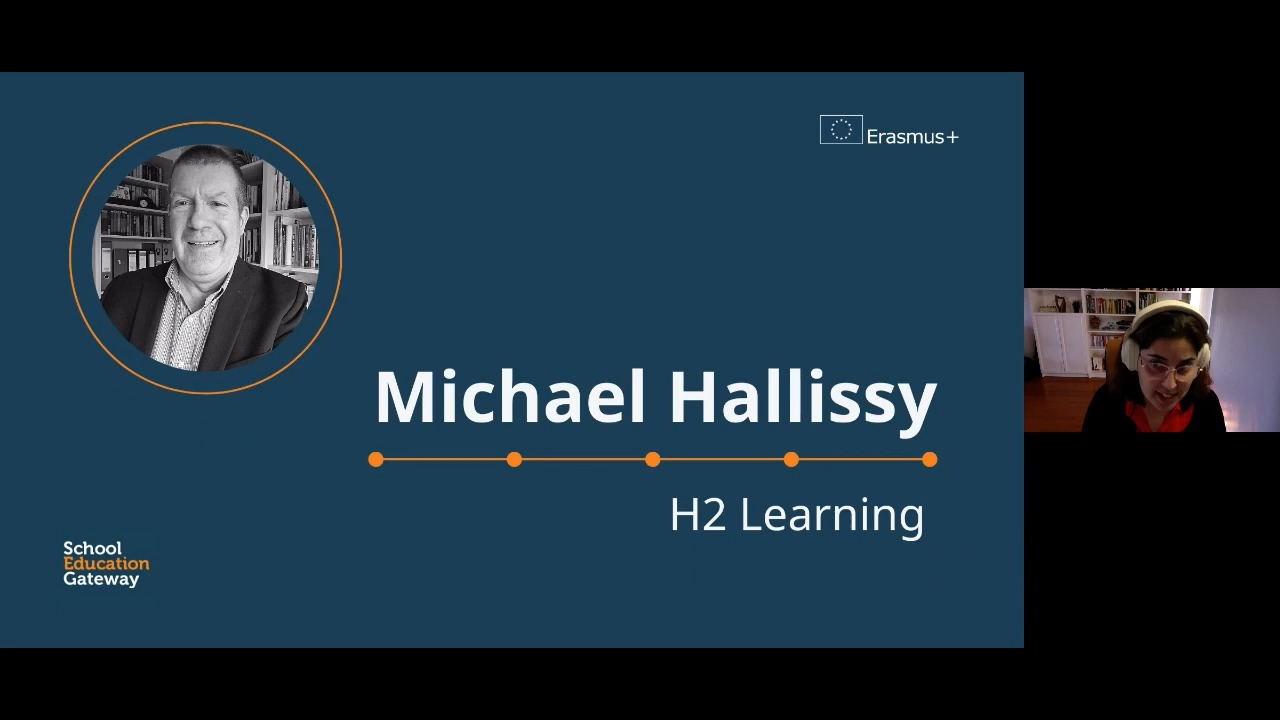 Erasmus+
Michael Hallissy
H2 Learning
School
Education
Gateway